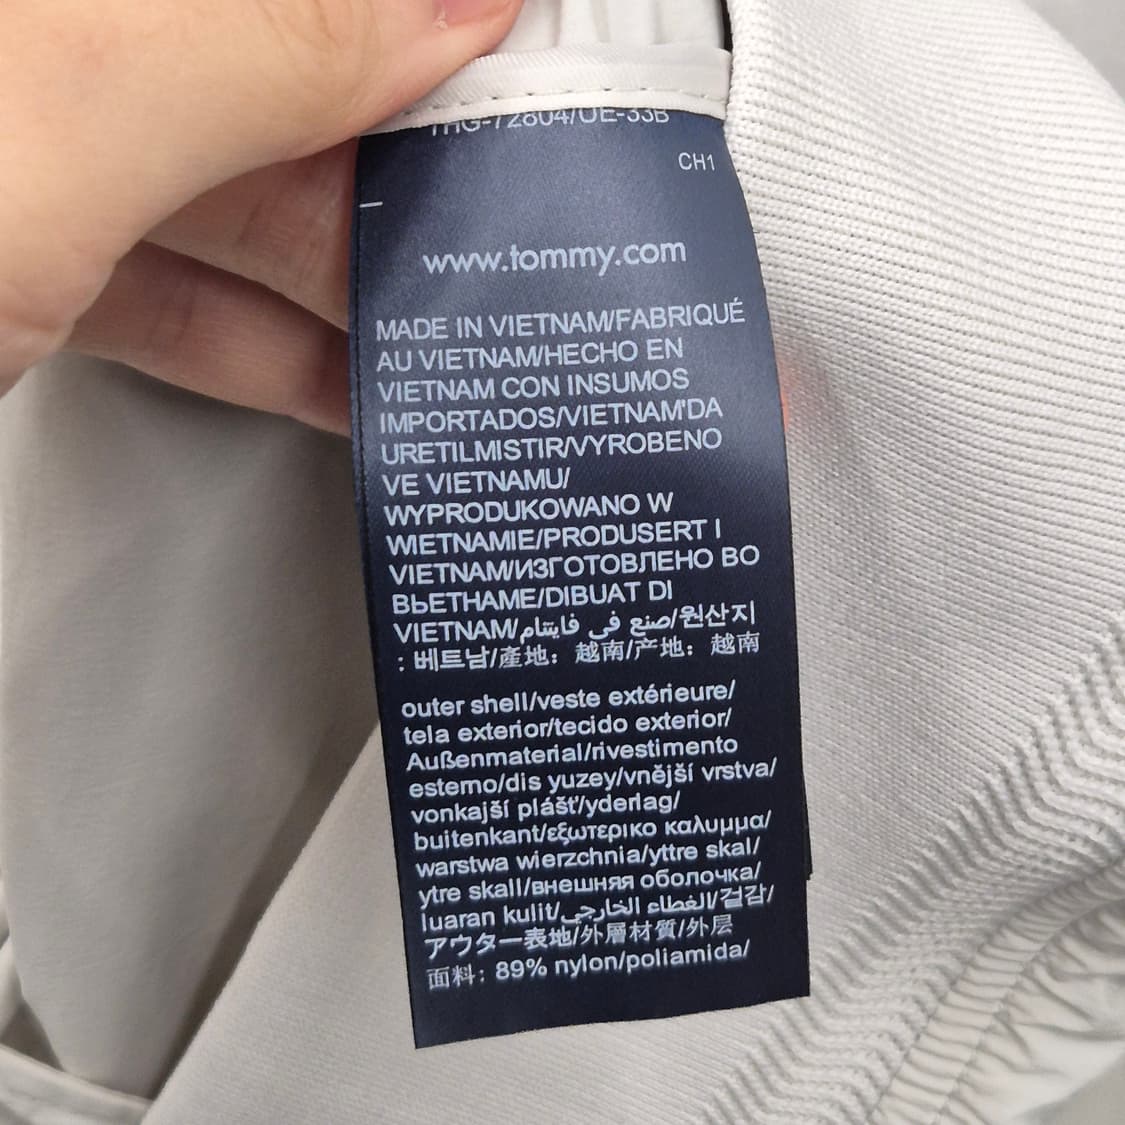 THG-72804/UE-33B
CH1
www.tommy.com
MADE IN VIETNAM/FABRIQUÉ
AU VIETNAM/HECHO EN
VIETNAM CON INSUMOS
IMPORTADOS/VIETNAM'DA
URETILMISTIR/VYROBENO
VE VIETNAMU/
WYPRODUKOWANO W
WIETNAMIE/PRODUSERT I
VIETNAM/ИЗГОТОВЛЕНО ВО
ВЬЕТНАМЕ/DIBUAT DI
VIETNAM/صنع في فايتنام/원산지
: 베트남/產地：越南/产地：越南
outer shell/veste extérieure/
tela exterior/tecido exterior/
Außenmaterial/rivestimento
esterno/dis yuzey/vnější vrstva/
vonkajší plášť/yderlag/
buitenkant/εξωτερικο καλυμμα/
warstwa wierzchnia/yttre skal/
ytre skall/внешняя оболочка/
luaran kulit/الغطاء الخارجي/겉감/
アウター表地/外層材質/外层
面料：89% nylon/poliamida/